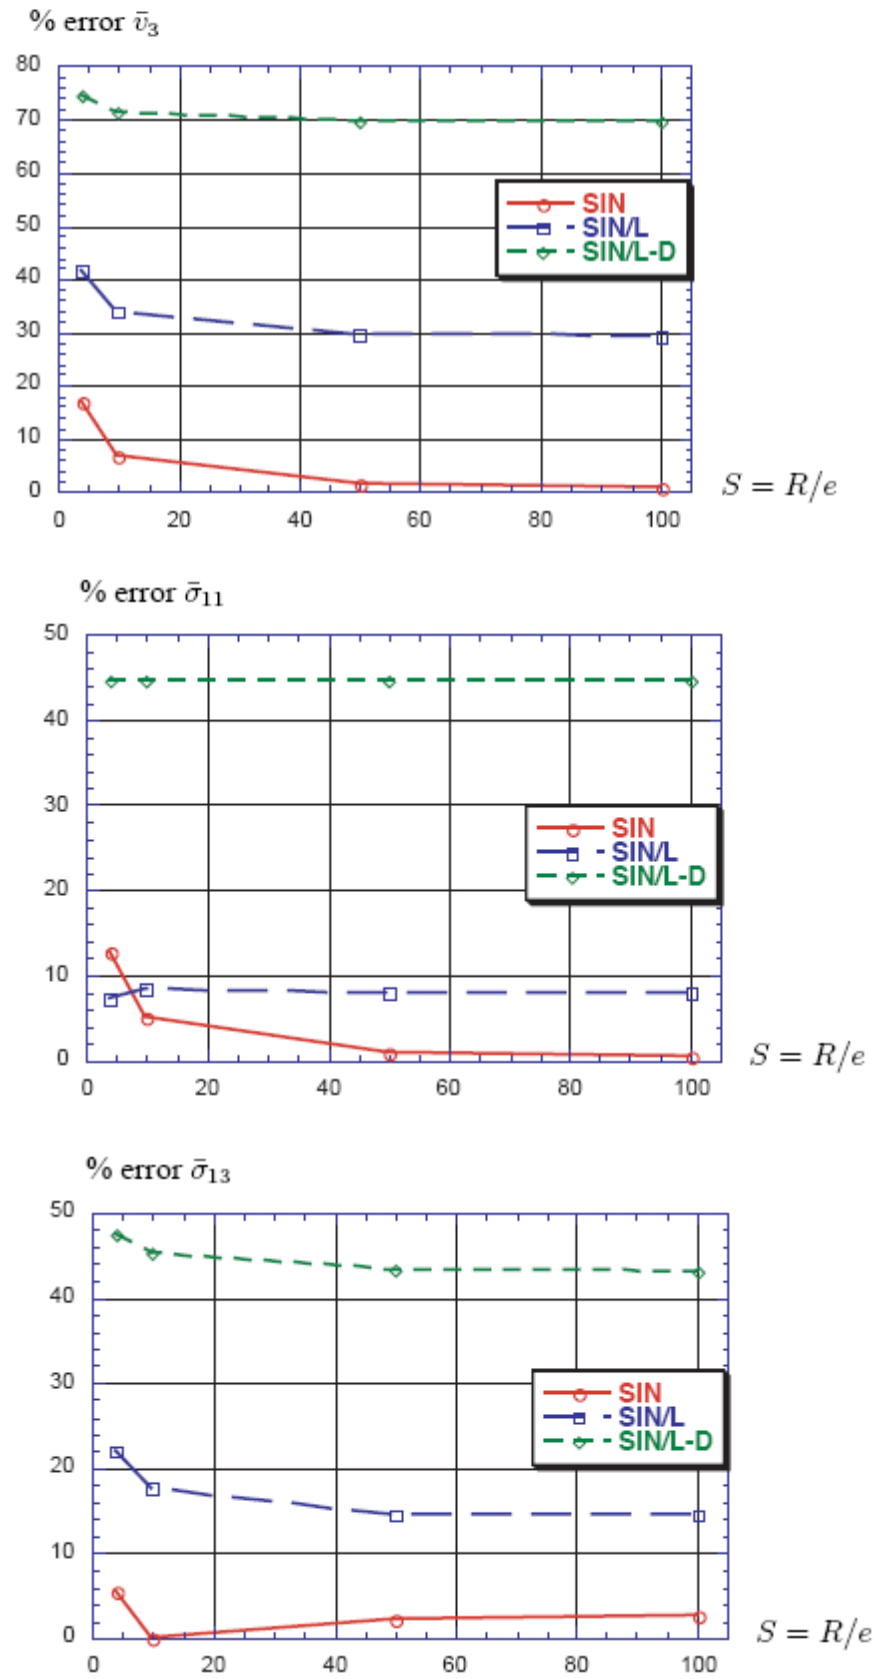 % error v̄₃
80
70
60
50
40
30
20
10
0
SIN
SIN/L
SIN/L-D
0 20 40 60 80 100
S = R/e
% error σ̄₁₁
50
40
30
20
10
0
SIN
SIN/L
SIN/L-D
0 20 40 60 80 100
S = R/e
% error σ̄₁₃
50
40
30
20
10
0
SIN
SIN/L
SIN/L-D
0 20 40 60 80 100
S = R/e